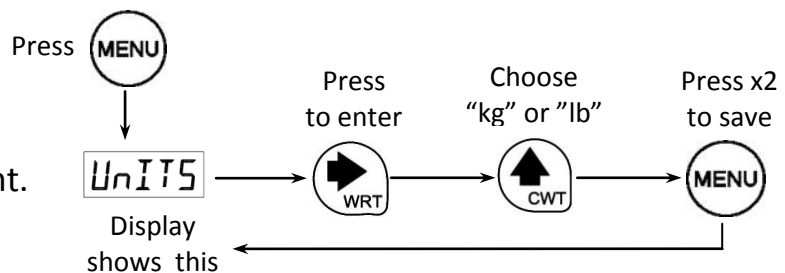 Press
MENU
Press
to enter
Choose
“kg” or ”lb”
Press x2
to save
nt.
UnITS
WRT
CWT
MENU
Display
shows this